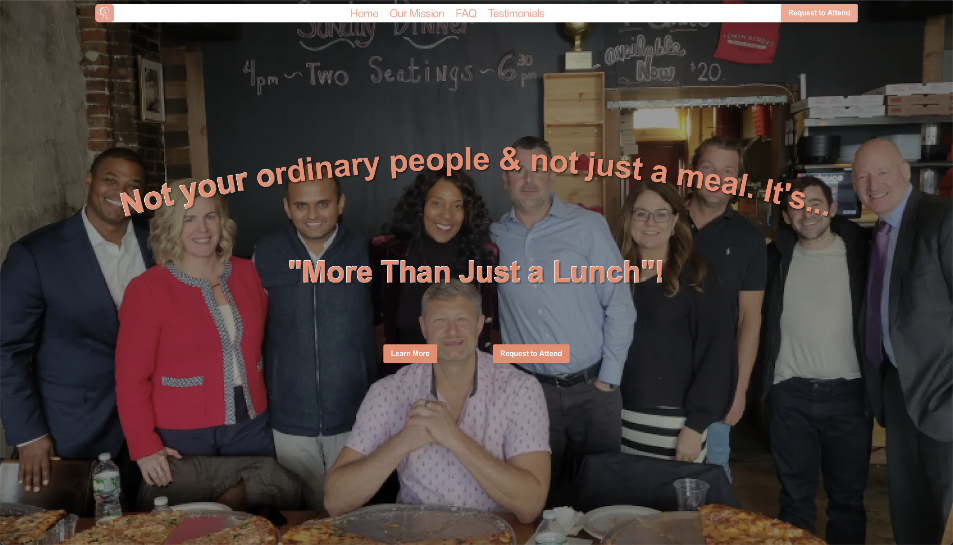 Home Our Mission FAQ Testimonials
Request to Attend
Sunday Dinner
4pm ~ Two Seatings ~ 6:30 pm
available
Now $20.
Not your ordinary people & not just a meal. It's...
"More Than Just a Lunch"!
Learn More
Request to Attend